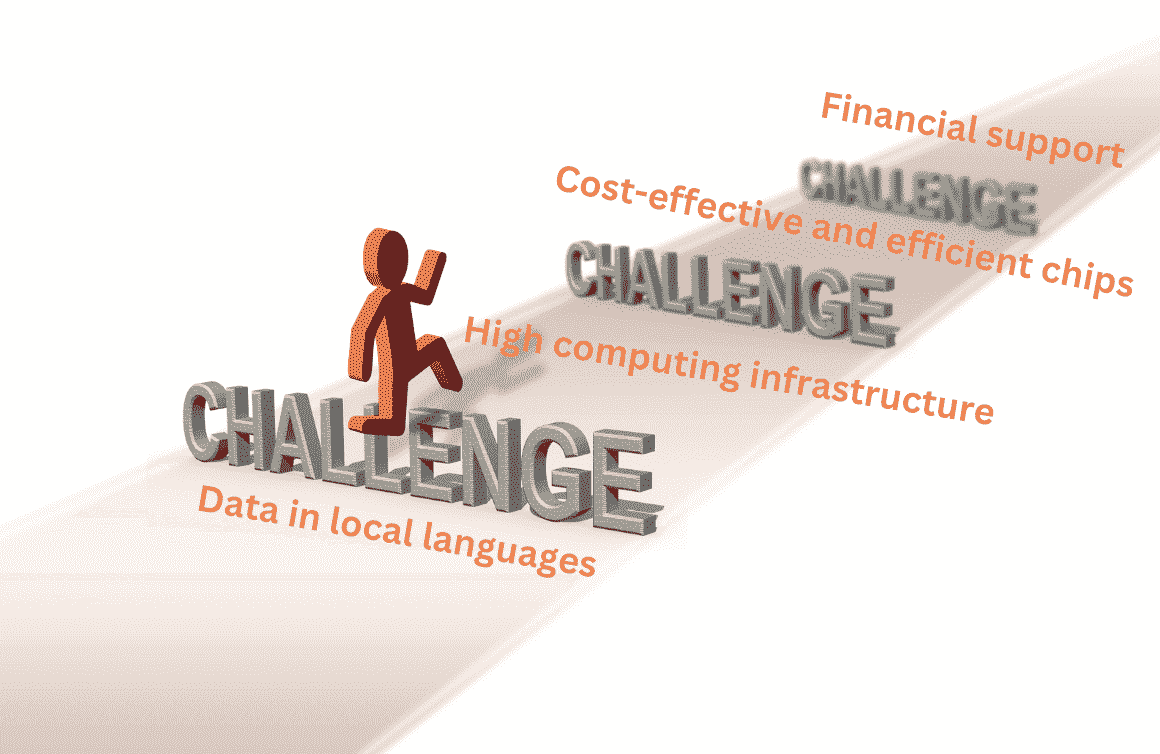 Financial support
CHALLENGE
Cost-effective and efficient chips
CHALLENGE
High computing infrastructure
CHALLENGE
Data in local languages